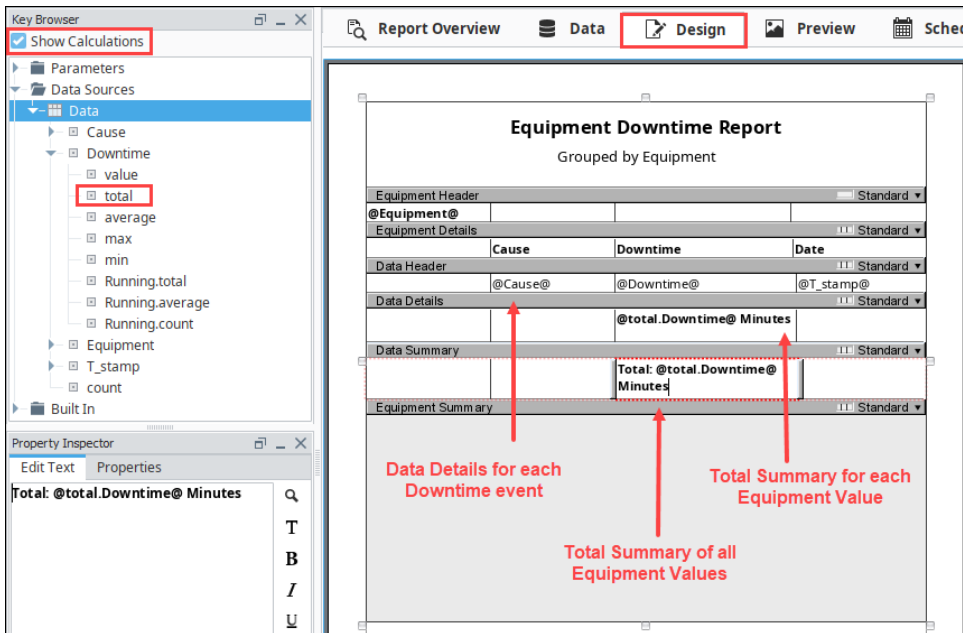 Key Browser
Show Calculations
Parameters
Data Sources
Data
Cause
Downtime
value
total
average
max
min
Running.total
Running.average
Running.count
Equipment
T_stamp
count
Built In
Property Inspector
Edit Text Properties
Total: @total.Downtime@ Minutes
T
B
I
U
Report Overview Data Design Preview Sched
Equipment Downtime Report
Grouped by Equipment
Equipment Header Standard
@Equipment@
Equipment Details Standard
Cause Downtime Date
Data Header Standard
@Cause@ @Downtime@ @T_stamp@
Data Details Standard
@total.Downtime@ Minutes
Data Summary Standard
Total: @total.Downtime@
Minutes
Equipment Summary Standard
Data Details for each
Downtime event
Total Summary for each
Equipment Value
Total Summary of all
Equipment Values